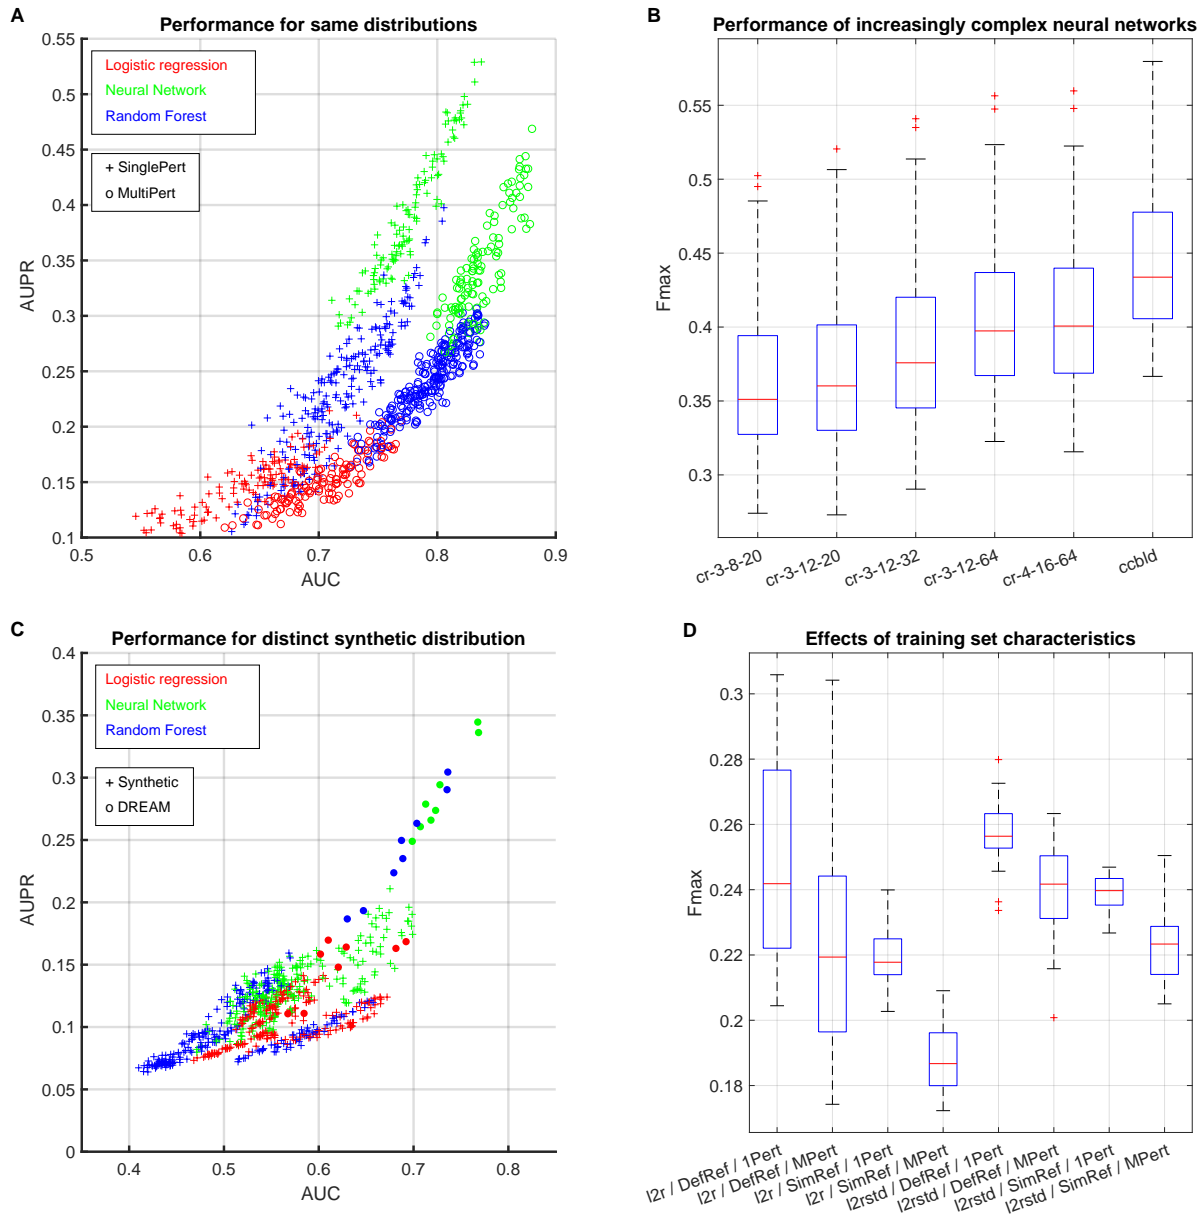 A
Performance for same distributions
0.55
0.5
0.45
0.4
0.35
0.3
0.25
0.2
0.15
0.1
AUPR
Logistic regression
Neural Network
Random Forest
+ SinglePert
o MultiPert
0.5
0.6
0.7
0.8
0.9
AUC
B
Performance of increasingly complex neural networks
0.55
0.5
0.45
0.4
0.35
0.3
Fmax
cr-3-8-20
cr-3-12-20
cr-3-12-32
cr-3-12-64
cr-4-16-64
ccbld
C
Performance for distinct synthetic distribution
0.4
0.35
0.3
0.25
0.2
0.15
0.1
0.05
0
AUPR
Logistic regression
Neural Network
Random Forest
+ Synthetic
o DREAM
0.4
0.5
0.6
0.7
0.8
AUC
D
Effects of training set characteristics
0.3
0.28
0.26
0.24
0.22
0.2
0.18
Fmax
l2r / DefRef / 1Pert
l2r / DefRef / MPert
l2r / SimRef / 1Pert
l2r / SimRef / MPert
l2rstd / DefRef / 1Pert
l2rstd / DefRef / MPert
l2rstd / SimRef / 1Pert
l2rstd / SimRef / MPert